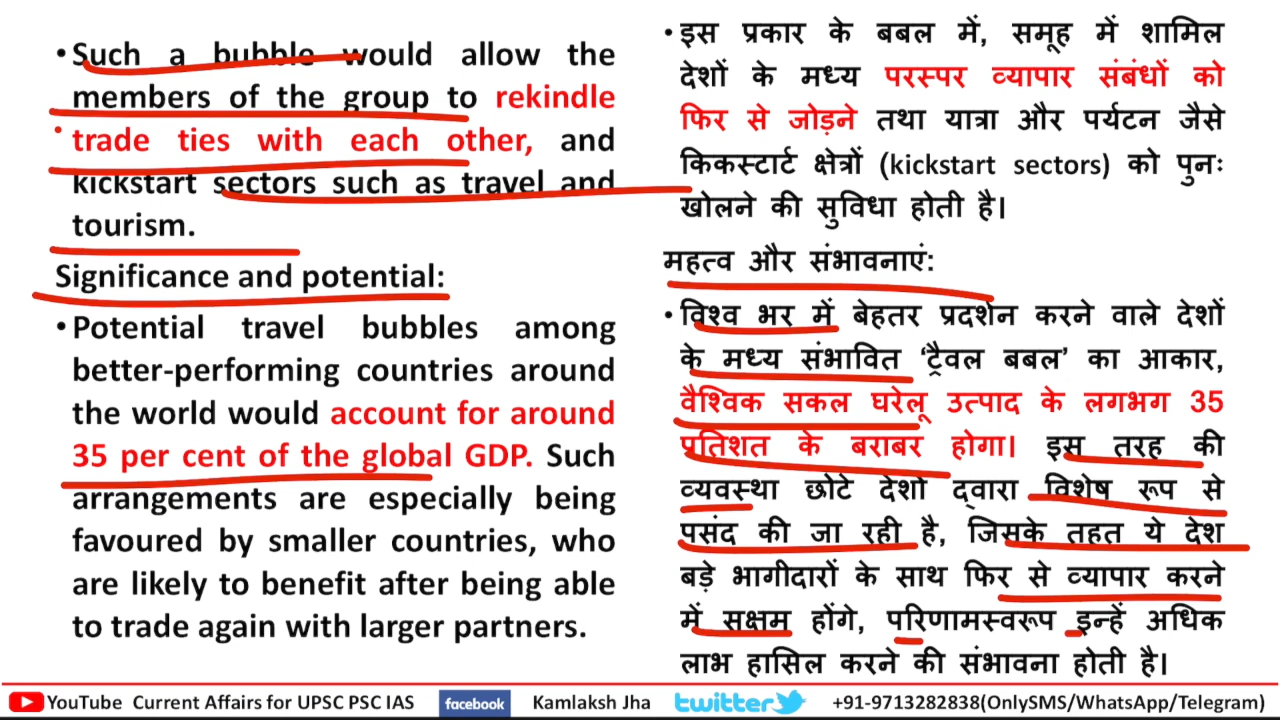 • Such a bubble would allow the
members of the group to rekindle
trade ties with each other, and
kickstart sectors such as travel and
tourism.
Significance and potential:
• Potential travel bubbles among
better-performing countries around
the world would account for around
35 per cent of the global GDP. Such
arrangements are especially being
favoured by smaller countries, who
are likely to benefit after being able
to trade again with larger partners.
• इस प्रकार के बबल में, समूह में शामिल
देशों के मध्य परस्पर व्यापार संबंधों को
फिर से जोड़ने तथा यात्रा और पर्यटन जैसे
किकस्टार्ट क्षेत्रों (kickstart sectors) को पुनः
खोलने की सुविधा होती है।
महत्व और संभावनाएं:
• विश्व भर में बेहतर प्रदर्शन करने वाले देशों
के मध्य संभावित ‘ट्रैवल बबल’ का आकार,
वैश्विक सकल घरेलू उत्पाद के लगभग 35
प्रतिशत के बराबर होगा। इस तरह की
व्यवस्था छोटे देशों द्वारा विशेष रूप से
पसंद की जा रही है, जिसके तहत ये देश
बड़े भागीदारों के साथ फिर से व्यापार करने
में सक्षम होंगे, परिणामस्वरूप इन्हें अधिक
लाभ हासिल करने की संभावना होती है।
YouTube Current Affairs for UPSC PSC IAS facebook Kamlaksh Jha twitter +91-9713282838(OnlySMS/WhatsApp/Telegram)